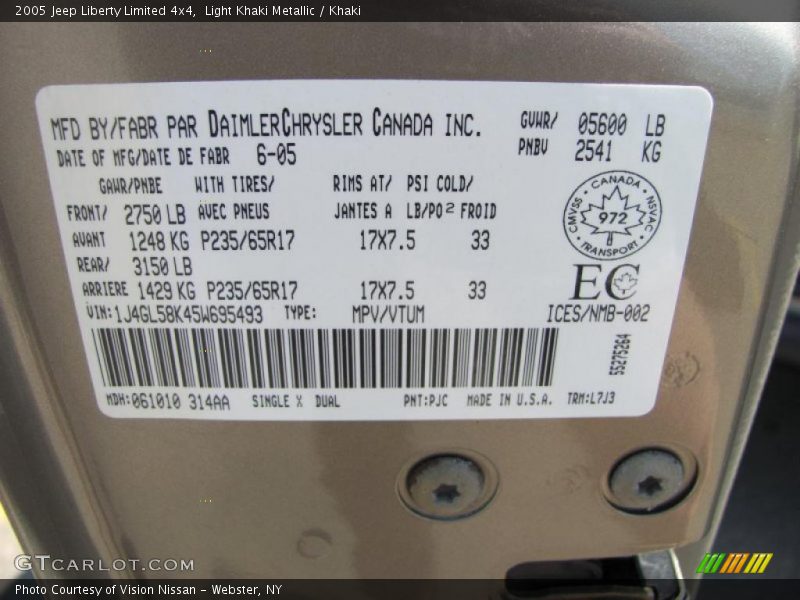 2005 Jeep Liberty Limited 4x4,  Light Khaki Metallic / Khaki
MFD BY/FABR PAR DAIMLERCHRYSLER CANADA INC.
GVWR/ 05600 LB
DATE OF MFG/DATE DE FABR 6-05
PNBV 2541 KG
GAWR/PNBE WITH TIRES/ RIMS AT/ PSI COLD/
FRONT/ 2750 LB AVEC PNEUS JANTES A LB/PO² FROID
AVANT 1248 KG P235/65R17 17X7.5 33
REAR/ 3150 LB
ARRIERE 1429 KG P235/65R17 17X7.5 33
CANADA
CMVSS 972 NSVAC
TRANSPORT
EC
ICES/NMB-002
VIN:1J4GL58K45W695493 TYPE: MPV/VTUM
55275264
MDH:061010 314AA SINGLE X DUAL PNT:PJC MADE IN U.S.A. TRM:L7J3
GTCARLOT.COM
Photo Courtesy of Vision Nissan – Webster, NY